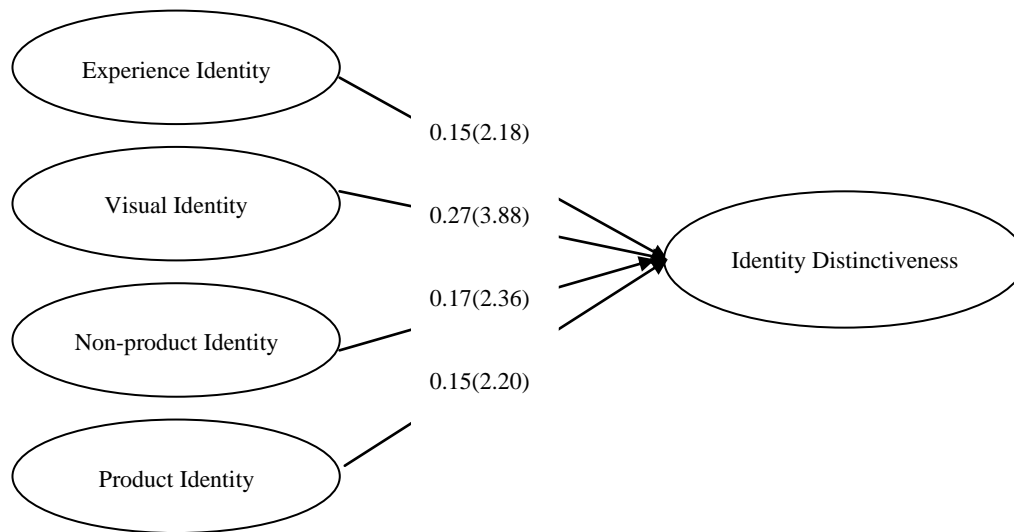 Experience Identity
0.15(2.18)
Visual Identity
0.27(3.88)
Identity Distinctiveness
0.17(2.36)
Non-product Identity
0.15(2.20)
Product Identity